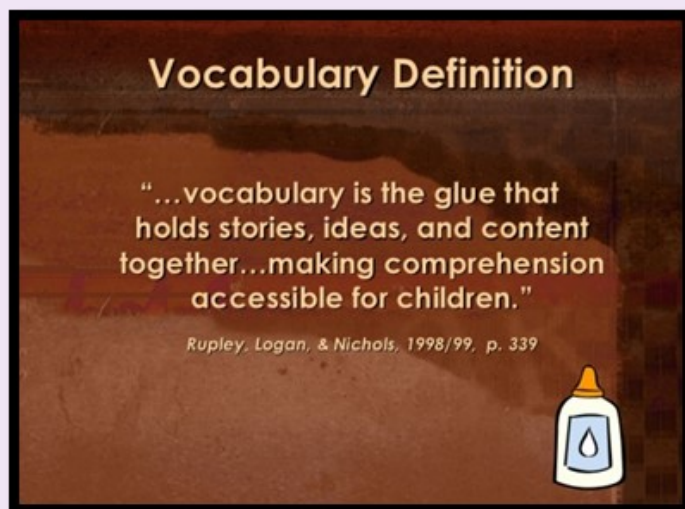 Vocabulary Definition
“...vocabulary is the glue that
holds stories, ideas, and content
together...making comprehension
accessible for children.”
Rupley, Logan, & Nichols, 1998/99, p. 339